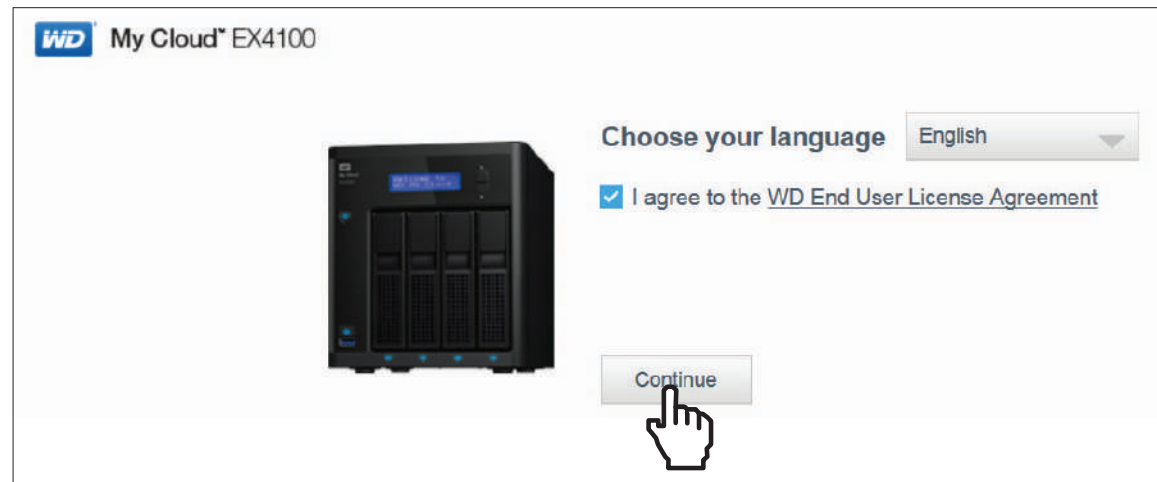 WD My Cloud™ EX4100
Choose your language English
I agree to the WD End User License Agreement
Continue